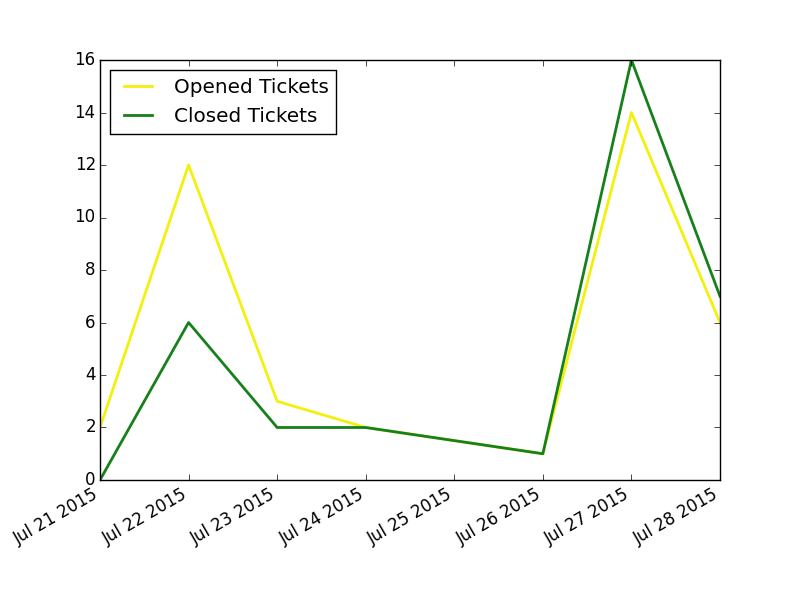 16
Opened Tickets
Closed Tickets
14
12
10
8
6
4
2
0
Jul 21 2015
Jul 22 2015
Jul 23 2015
Jul 24 2015
Jul 25 2015
Jul 26 2015
Jul 27 2015
Jul 28 2015